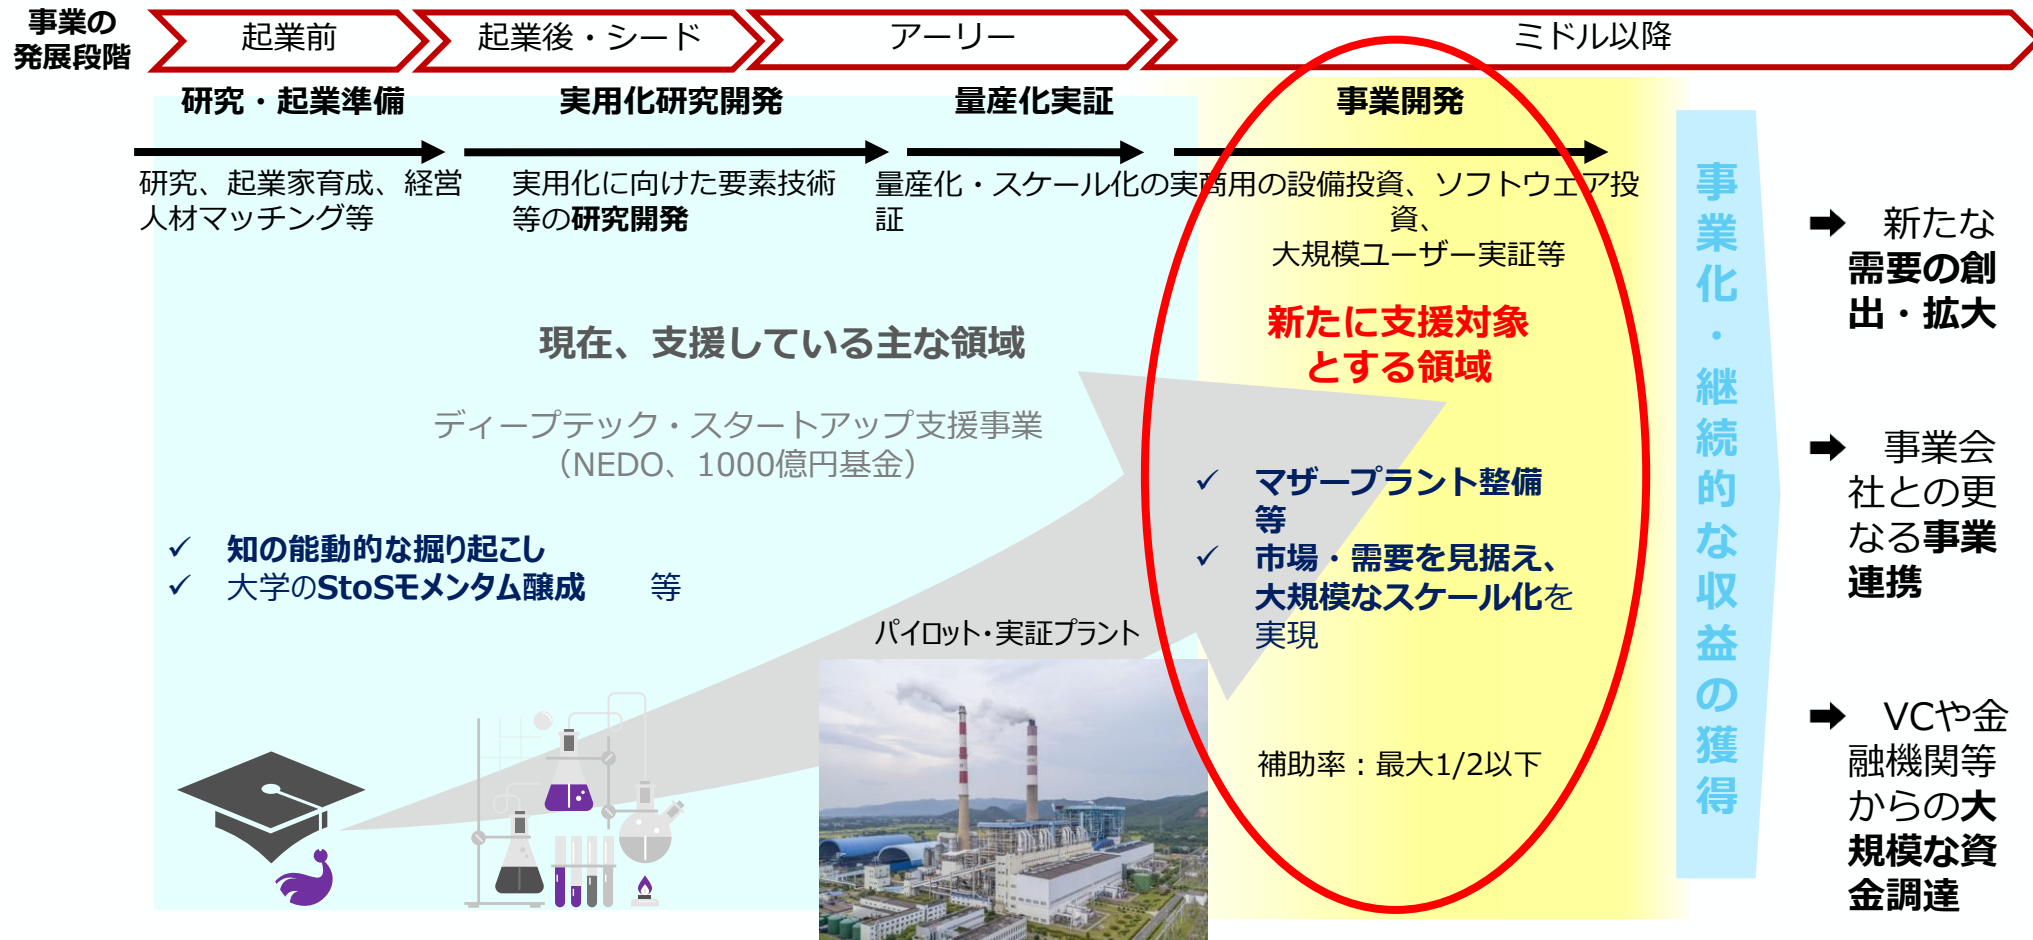 事業の
発展段階
起業前
起業後・シード
アーリー
ミドル以降
研究・起業準備
実用化研究開発
量産化実証
事業開発
研究、起業家育成、経営
人材マッチング等
実用化に向けた要素技術
等の研究開発
量産化・スケール化の実
証
商用の設備投資、ソフトウェア投
資、
大規模ユーザー実証等
現在、支援している主な領域
ディープテック・スタートアップ支援事業
（NEDO、1000億円基金）
新たに支援対象
とする領域
✓ 知の能動的な掘り起こし
✓ 大学のStoSモメンタム醸成 等
✓ マザープラント整備
等
✓ 市場・需要を見据え、
大規模なスケール化を
実現
パイロット・実証プラント
補助率：最大1/2以下
事業化・継続的な収益の獲得
➡ 新たな
需要の創
出・拡大
➡ 事業会
社との更
なる事業
連携
➡ VCや金
融機関等
からの大
規模な資
金調達